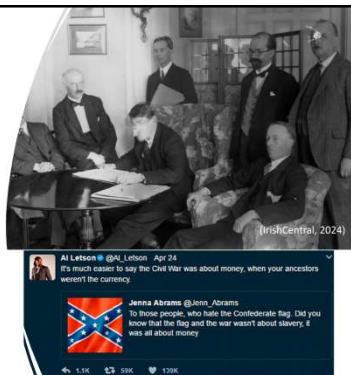 (IrishCentral, 2024)
Al Letson @Al_Letson Apr 24
It's much easier to say the Civil War was about money, when your ancestors
weren't the currency.
Jenna Abrams @Jenn_Abrams
To those people, who hate the Confederate flag. Did you
know that the flag and the war wasn't about slavery, it
was all about money
1.1K 59K 139K